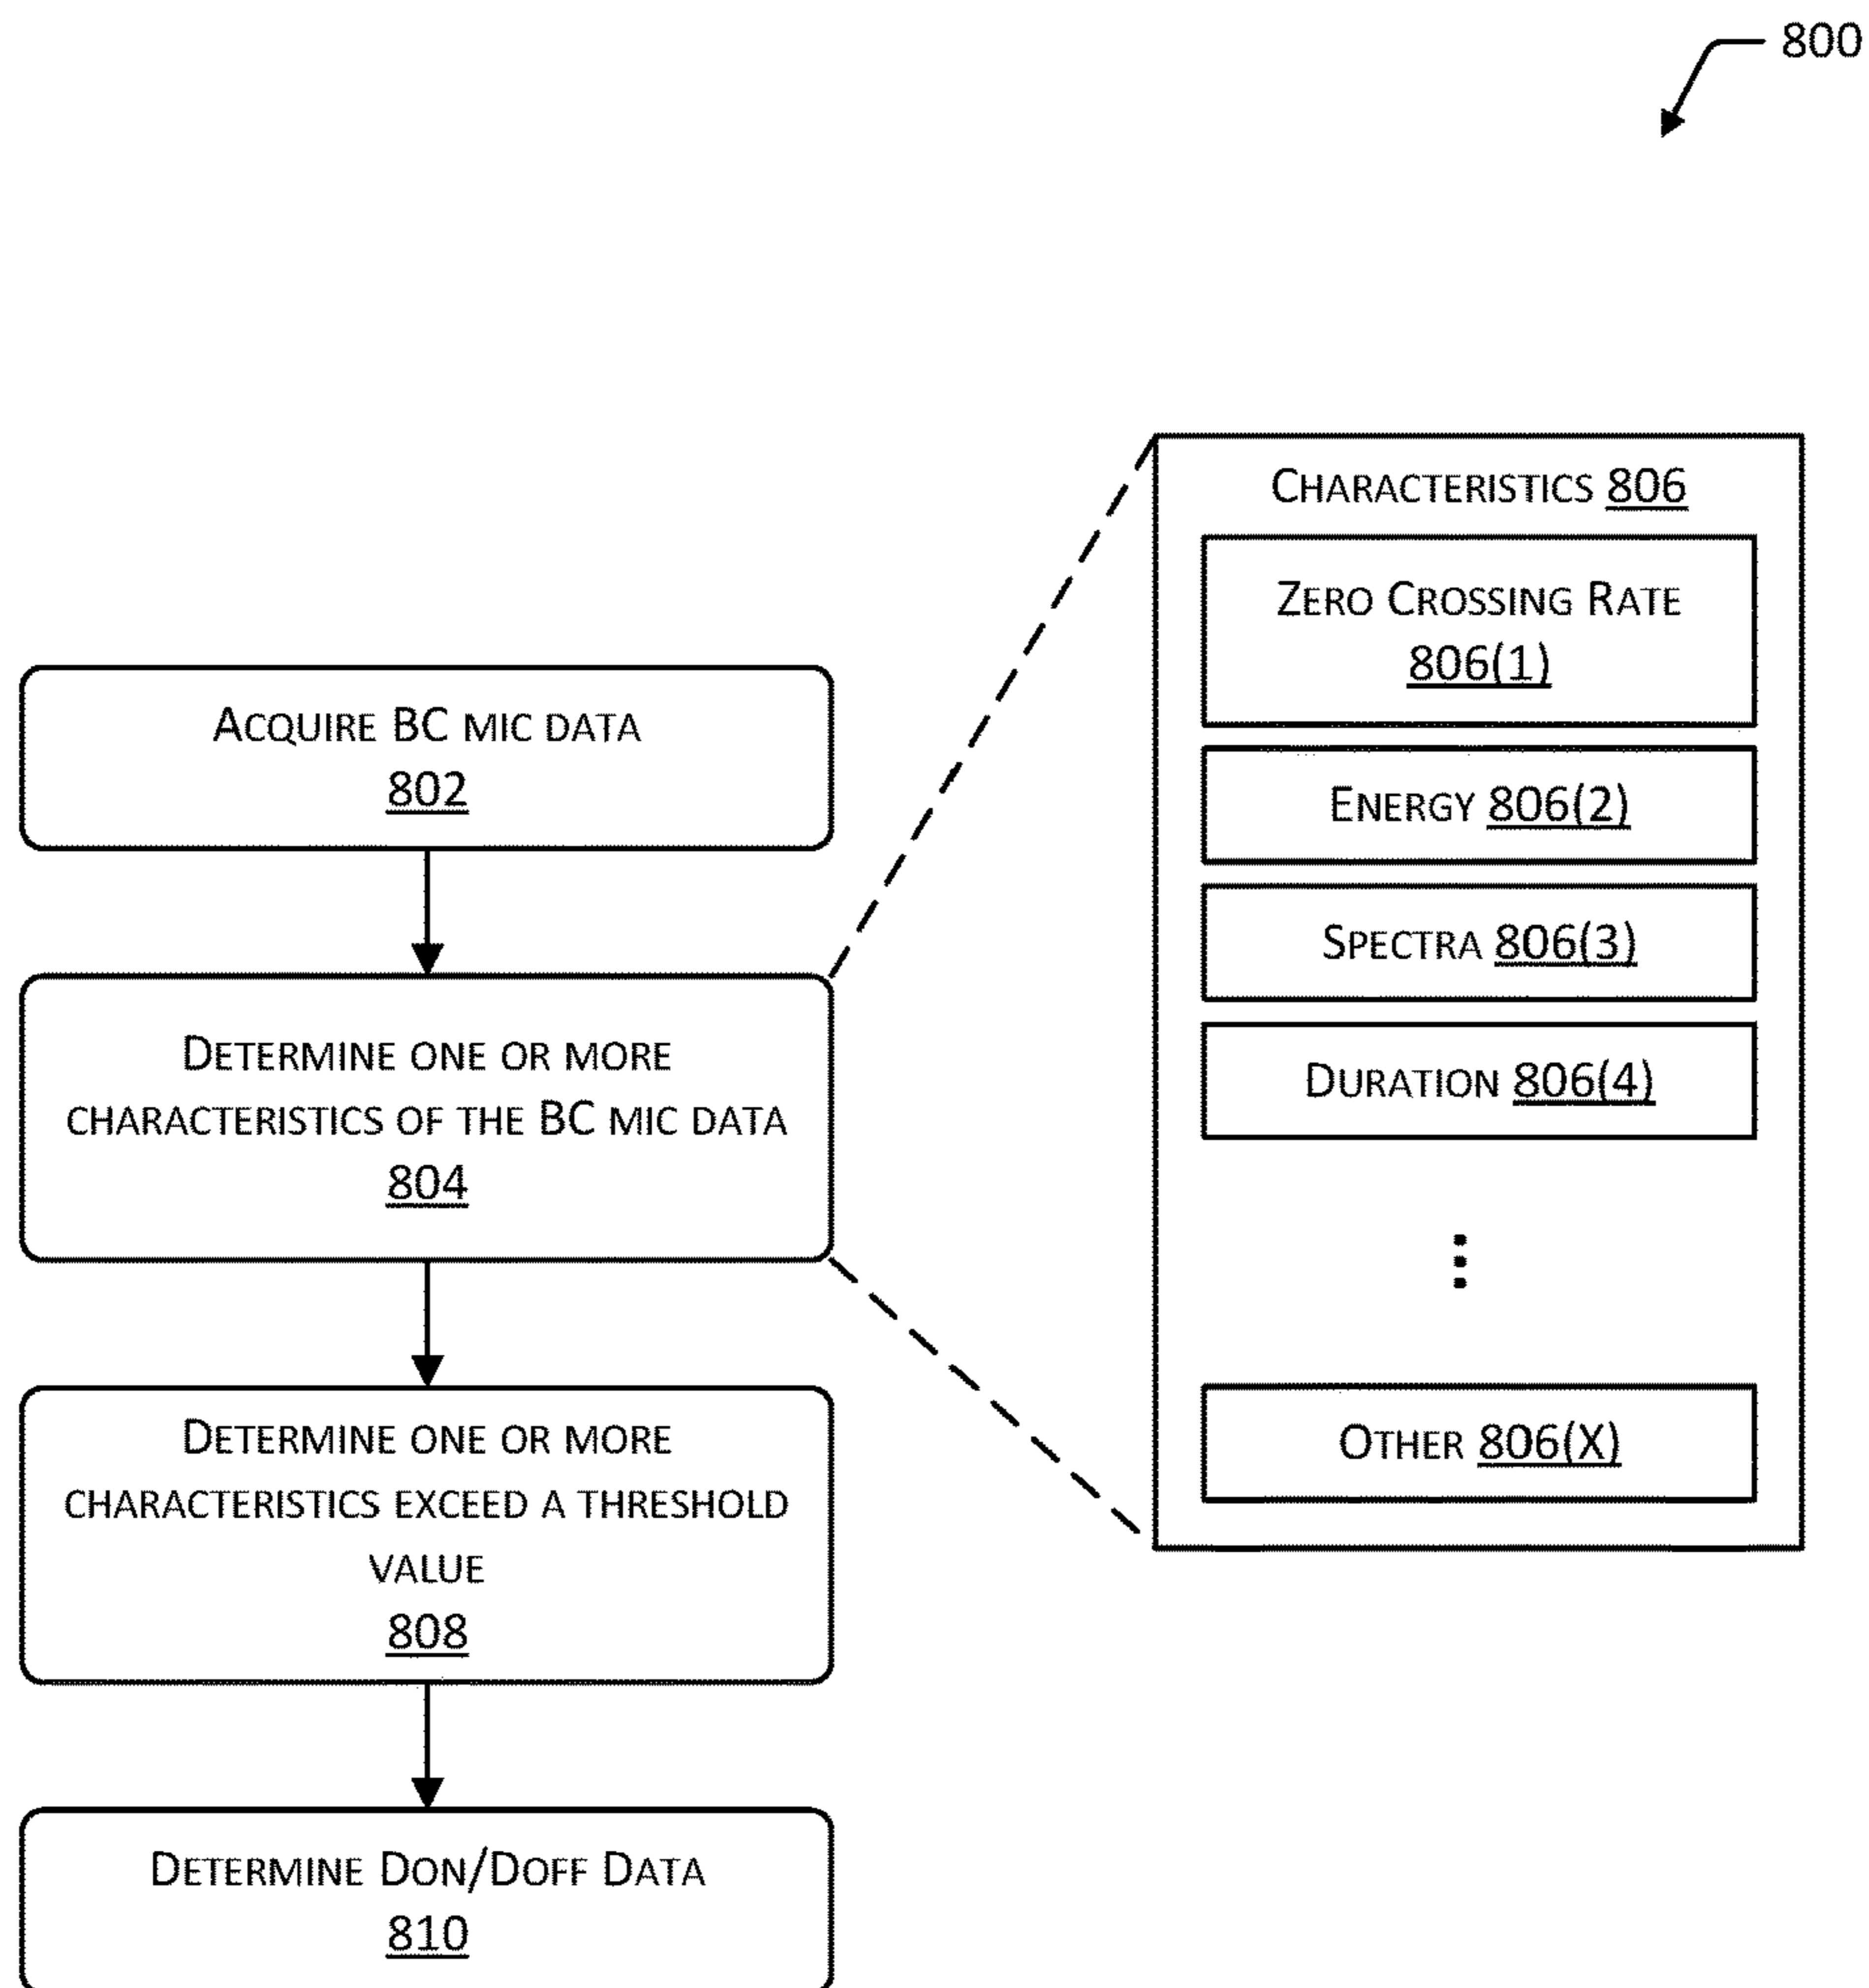 800
ACQUIRE BC MIC DATA
802
DETERMINE ONE OR MORE
CHARACTERISTICS OF THE BC MIC DATA
804
DETERMINE ONE OR MORE
CHARACTERISTICS EXCEED A THRESHOLD
VALUE
808
DETERMINE DON/DOFF DATA
810
CHARACTERISTICS 806
ZERO CROSSING RATE
806(1)
ENERGY 806(2)
SPECTRA 806(3)
DURATION 806(4)
⋮
OTHER 806(X)